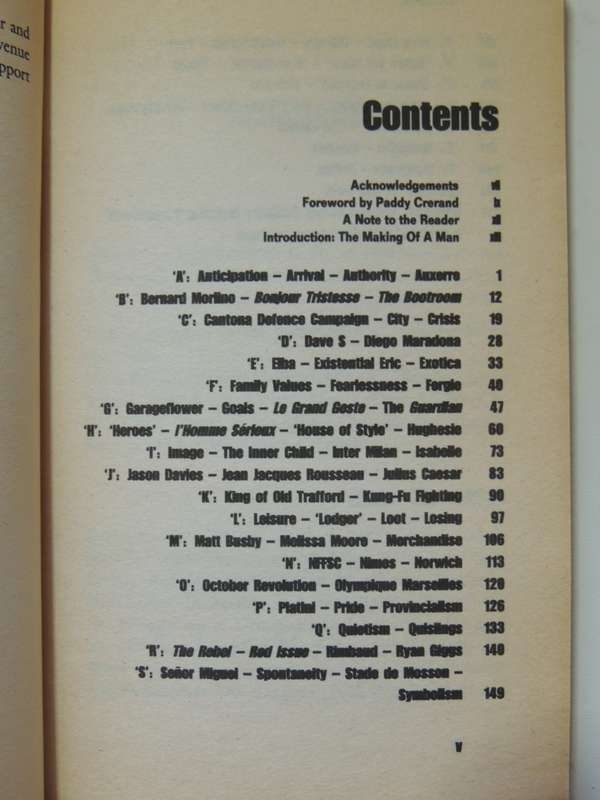 r and
venue
pport
Contents
Acknowledgements vii
Foreword by Paddy Crerand ix
A Note to the Reader xi
Introduction: The Making Of A Man xiii
'A': Anticipation – Arrival – Authority – Auxerre 1
'B': Bernard Morlino – Bonjour Tristesse – The Bootroom 12
'C': Cantona Defence Campaign – City – Crisis 19
'D': Dave S – Diego Maradona 28
'E': Elba – Existential Eric – Exotica 33
'F': Family Values – Fearlessness – Fergie 40
'G': Garageflower – Goals – Le Grand Geste – The Guardian 47
'H': 'Heroes' – l'Homme Sérieux – 'House of Style' – Hughesie 60
'I': Image – The Inner Child – Inter Milan – Isabelle 73
'J': Jason Davies – Jean Jacques Rousseau – Julius Caesar 83
'K': King of Old Trafford – Kung-Fu Fighting 90
'L': Leisure – 'Lodger' – Loot – Losing 97
'M': Matt Busby – Melissa Moore – Merchandise 106
'N': NFFSC – Nimes – Norwich 113
'O': October Revolution – Olympique Marseilles 120
'P': Platini – Pride – Provincialism 126
'Q': Quietism – Quislings 133
'R': The Rebel – Red Issue – Rimbaud – Ryan Giggs 140
'S': Señor Miguel – Spontaneity – Stade de Mosson –
Symbolism 149
v